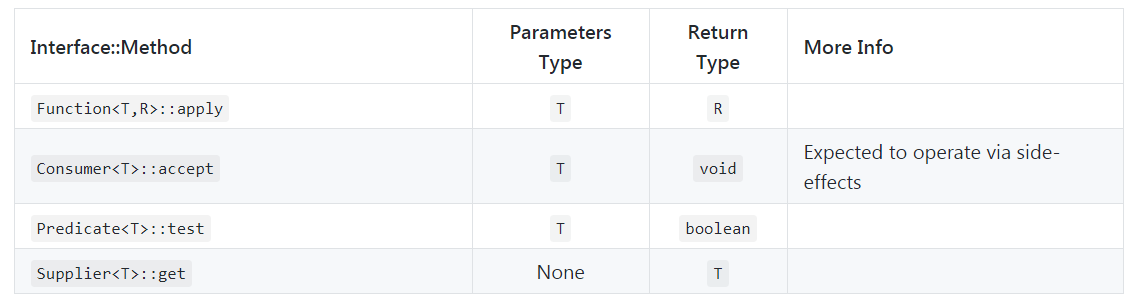 Interface::Method
Parameters
Type
Return
Type
More Info
Function<T,R>::apply
T
R
Consumer<T>::accept
T
void
Expected to operate via side-
effects
Predicate<T>::test
T
boolean
Supplier<T>::get
None
T